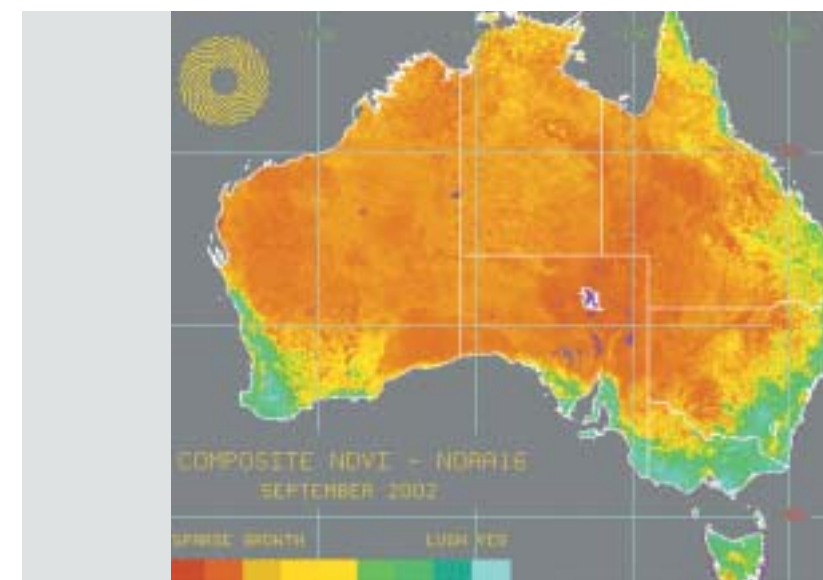 COMPOSITE NDVI - NOAA16
SEPTEMBER 2002
SPARSE GROWTH LUSH VEG